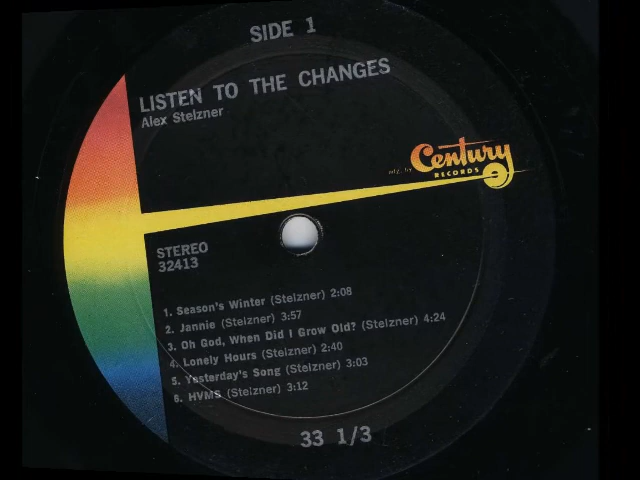 SIDE 1
LISTEN TO THE CHANGES
Alex Stelzner
mfg. by Century
RECORDS
STEREO
32413
1. Season's Winter (Stelzner) 2:08
2. Jannie (Stelzner) 3:57
3. Oh God, When Did I Grow Old? (Stelzner) 4:24
4. Lonely Hours (Stelzner) 2:40
5. Yesterday's Song (Stelzner) 3:03
6. HVMS (Stelzner) 3:12
33 1/3